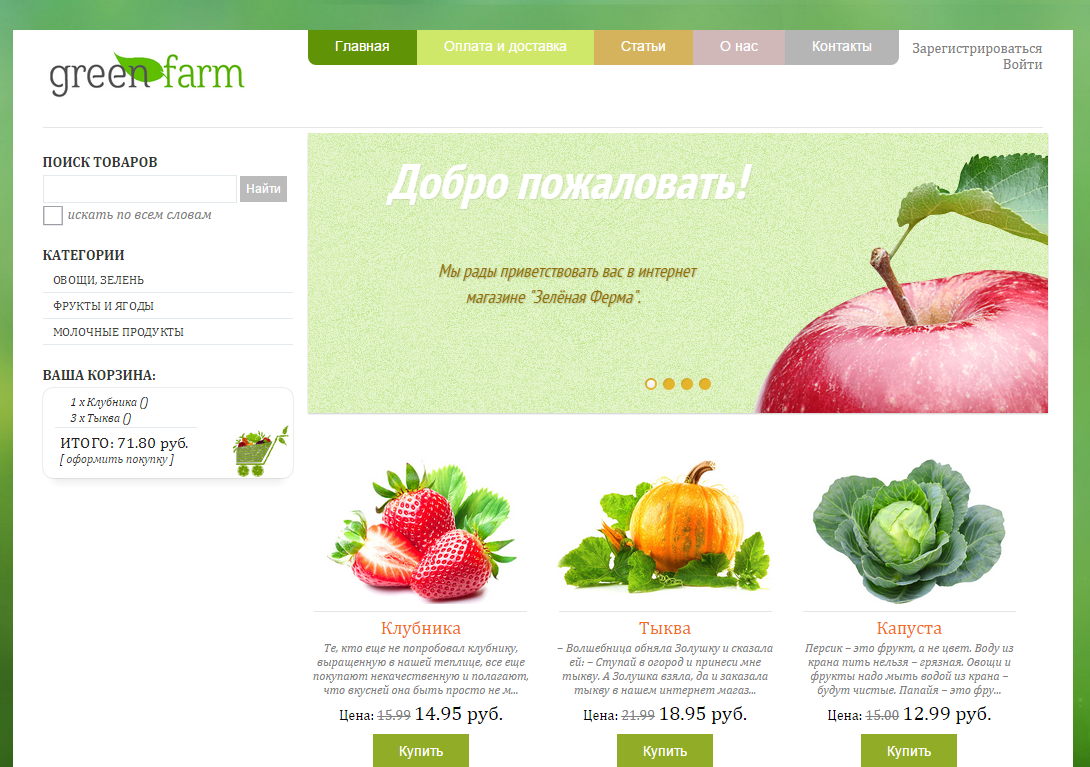 green farm
Главная
Оплата и доставка
Статьи
О нас
Контакты
Зарегистрироваться
Войти
ПОИСК ТОВАРОВ
Найти
искать по всем словам
КАТЕГОРИИ
ОВОЩИ, ЗЕЛЕНЬ
ФРУКТЫ И ЯГОДЫ
МОЛОЧНЫЕ ПРОДУКТЫ
ВАША КОРЗИНА:
1 x Клубника ()
3 x Тыква ()
ИТОГО: 71.80 руб.
[ оформить покупку ]
Добро пожаловать!
Мы рады приветствовать вас в интернет
магазине "Зелёная Ферма".
Клубника
Те, кто еще не попробовал клубнику,
выращенную в нашей теплице, все еще
покупают некачественную и полагают,
что вкусней она быть просто не м...
Цена: 15.99 14.95 руб.
Купить
Тыква
– Волшебница обняла Золушку и сказала
ей: – Ступай в огород и принеси мне
тыкву. А Золушка взяла, да и заказала
тыкву в нашем интернет магаз...
Цена: 21.99 18.95 руб.
Купить
Капуста
Персик – это фрукт, а не цвет. Воду из
крана пить нельзя – грязная. Овощи и
фрукты надо мыть водой из крана –
будут чистые. Папайя – это фру...
Цена: 15.00 12.99 руб.
Купить